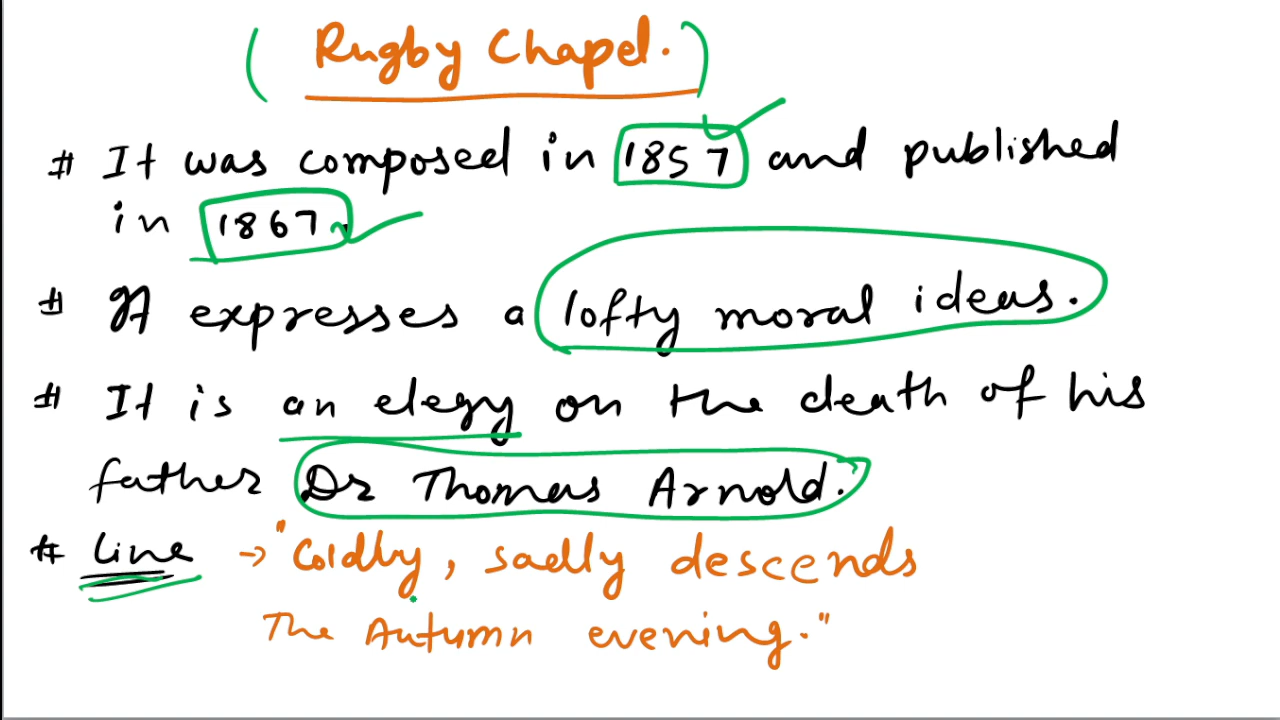 ( Rugby Chapel. )
# It was composed in 1857 and published
in 1867.
# It expresses a lofty moral ideas.
# It is an elegy on the death of his
father Dr Thomas Arnold.
# Line → "Coldly, sadly descends
The Autumn evening."